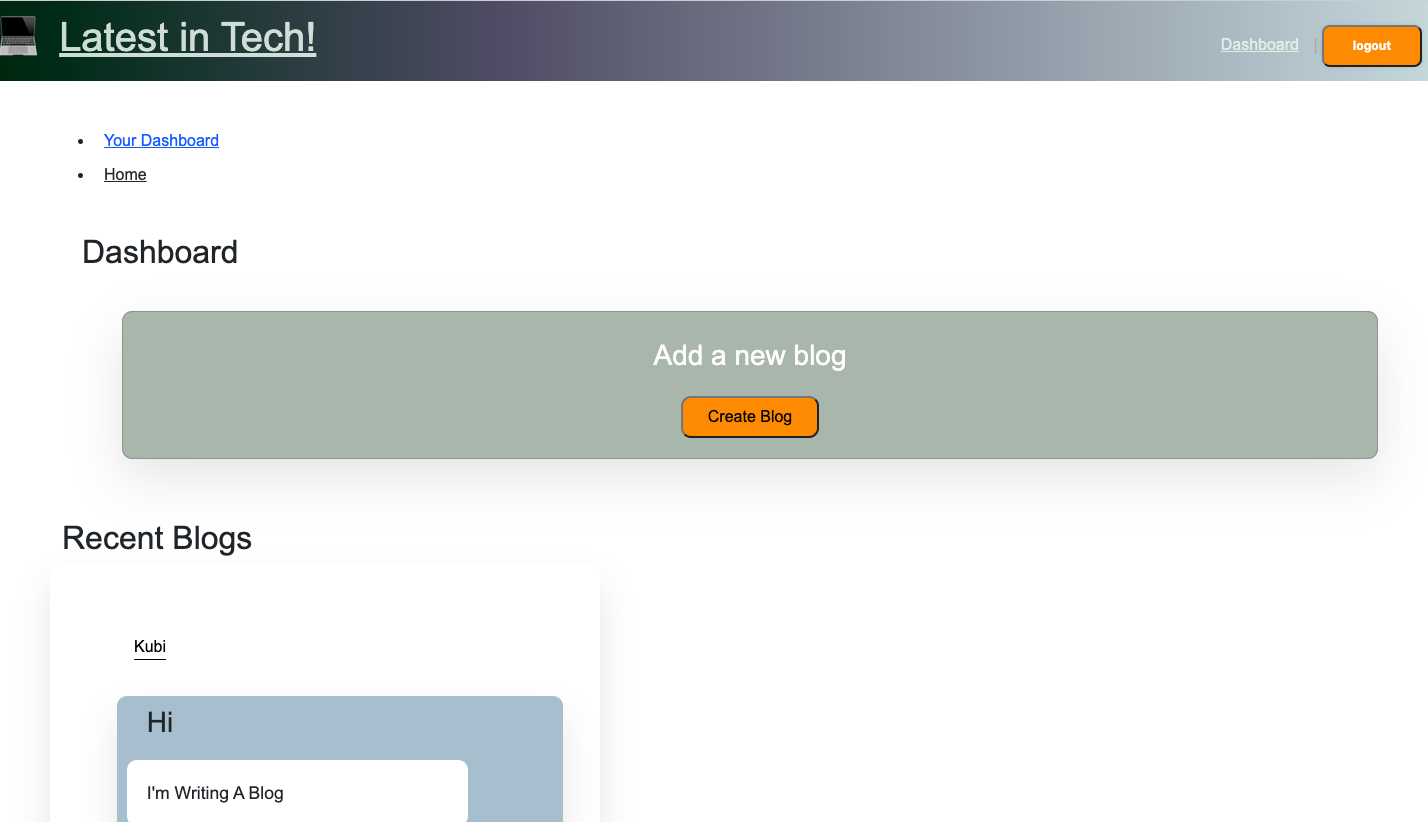 Latest in Tech!
Dashboard | logout
Your Dashboard
Home
Dashboard
Add a new blog
Create Blog
Recent Blogs
Kubi
Hi
I'm Writing A Blog